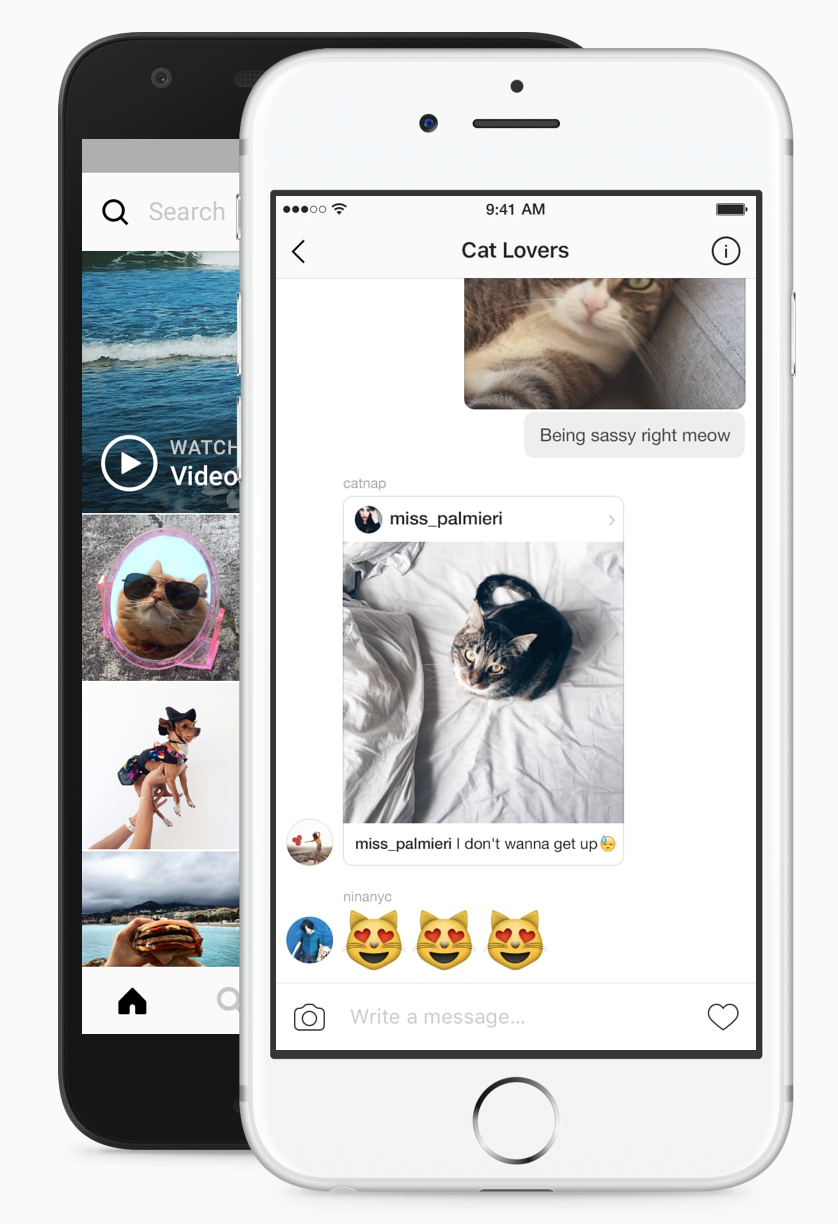 Search
WATCH
Video
9:41 AM
Cat Lovers
Being sassy right meow
catnap
miss_palmieri
miss_palmieri I don't wanna get up😓
ninanyc
😻 😻 😻
Write a message...